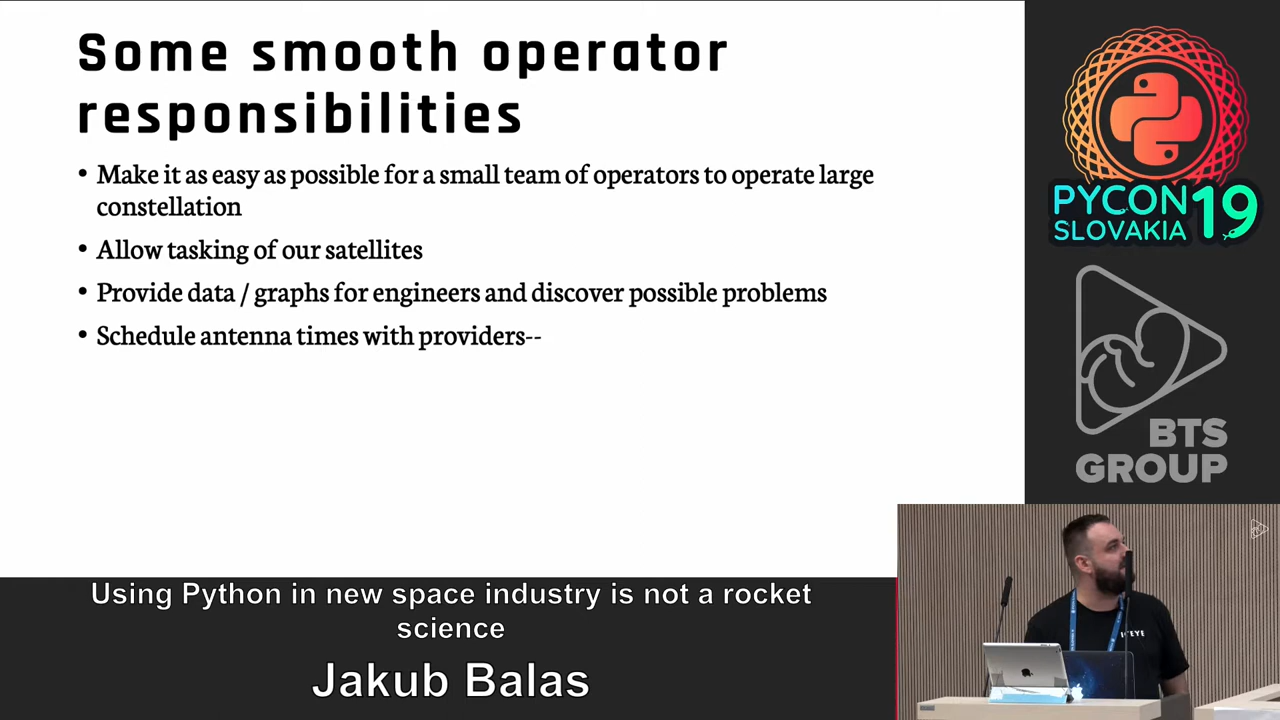 Some smooth operator
responsibilities
• Make it as easy as possible for a small team of operators to operate large
constellation
• Allow tasking of our satellites
• Provide data / graphs for engineers and discover possible problems
• Schedule antenna times with providers--
PYCON
SLOVAKIA
19
BTS
GROUP
Using Python in new space industry is not a rocket
science
Jakub Balas